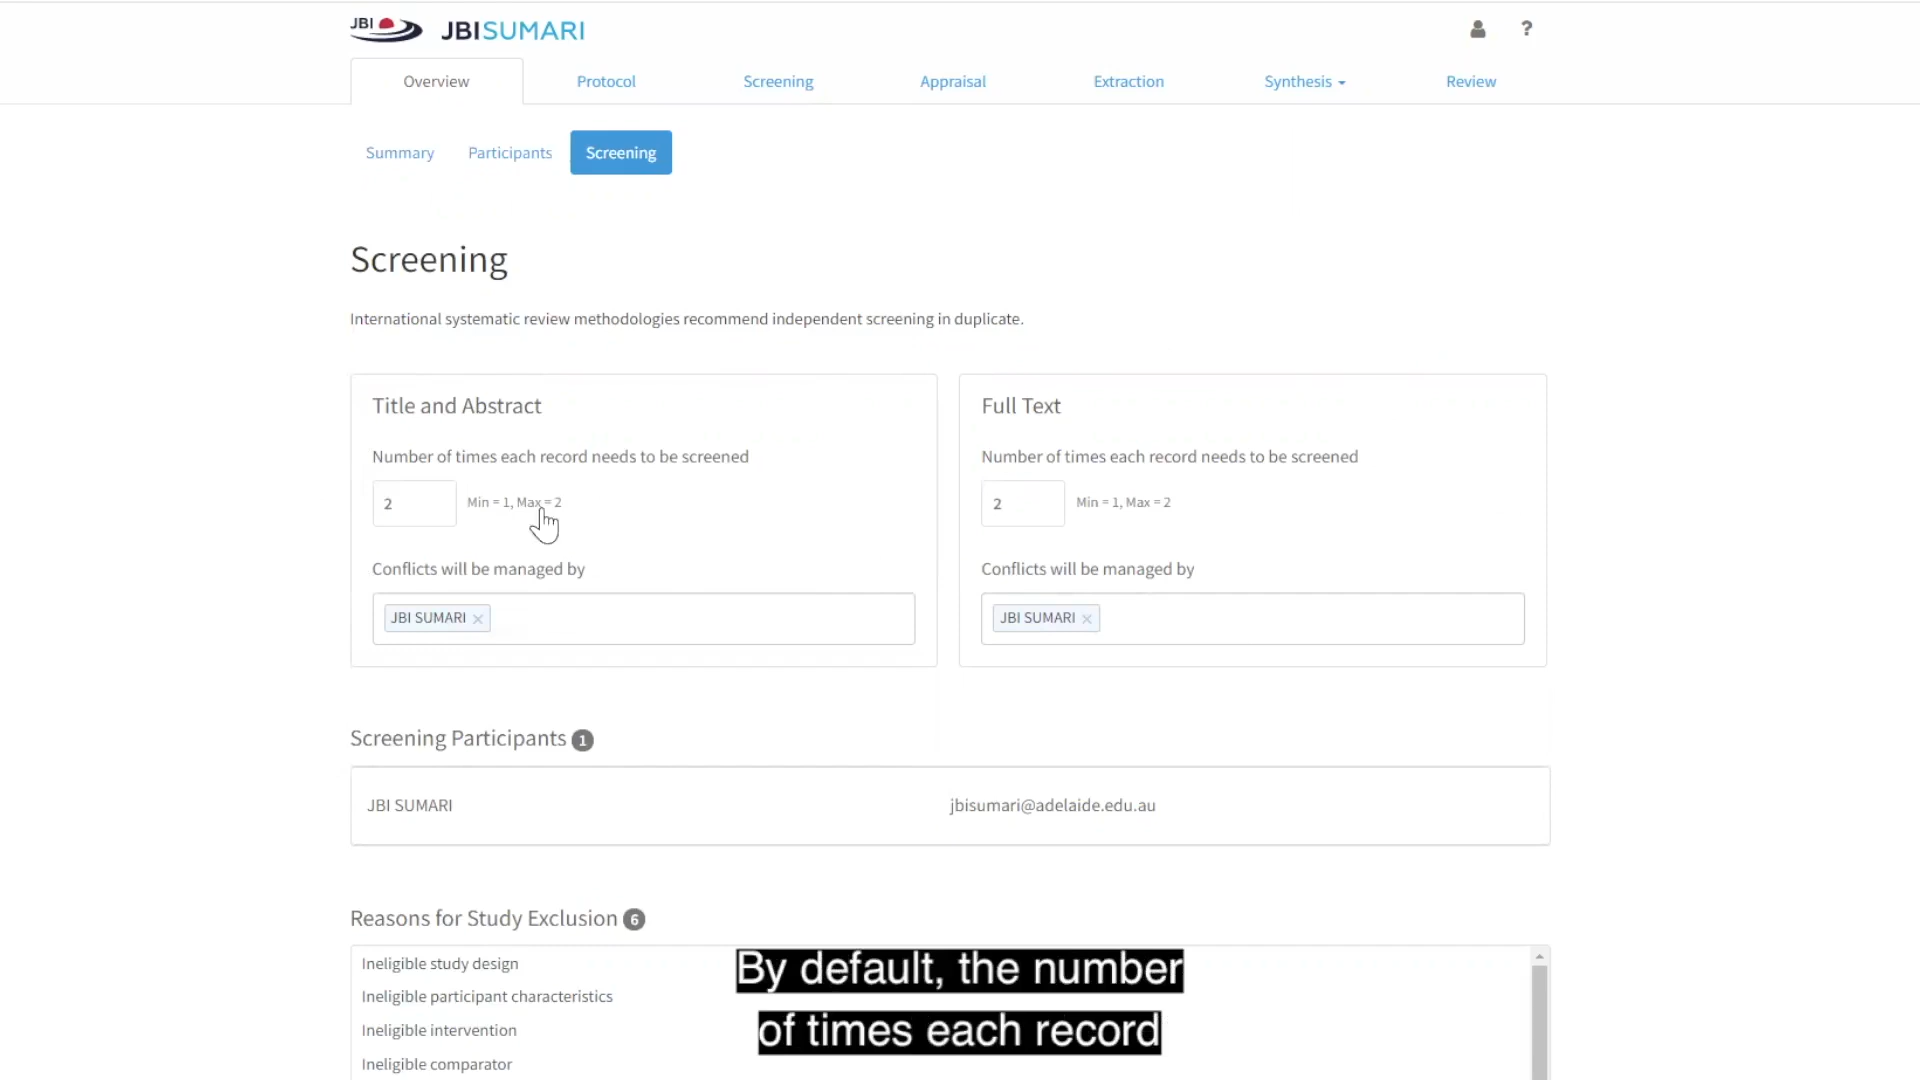 JBI JBISUMARI ?
Overview Protocol Screening Appraisal Extraction Synthesis Review
Summary Participants Screening
Screening
International systematic review methodologies recommend independent screening in duplicate.
Title and Abstract
Number of times each record needs to be screened
2 Min = 1, Max = 2
Conflicts will be managed by
JBI SUMARI ×
Full Text
Number of times each record needs to be screened
2 Min = 1, Max = 2
Conflicts will be managed by
JBI SUMARI ×
Screening Participants 1
JBI SUMARI jbisumari@adelaide.edu.au
Reasons for Study Exclusion 6
Ineligible study design
Ineligible participant characteristics
Ineligible intervention
Ineligible comparator
By default, the number
of times each record